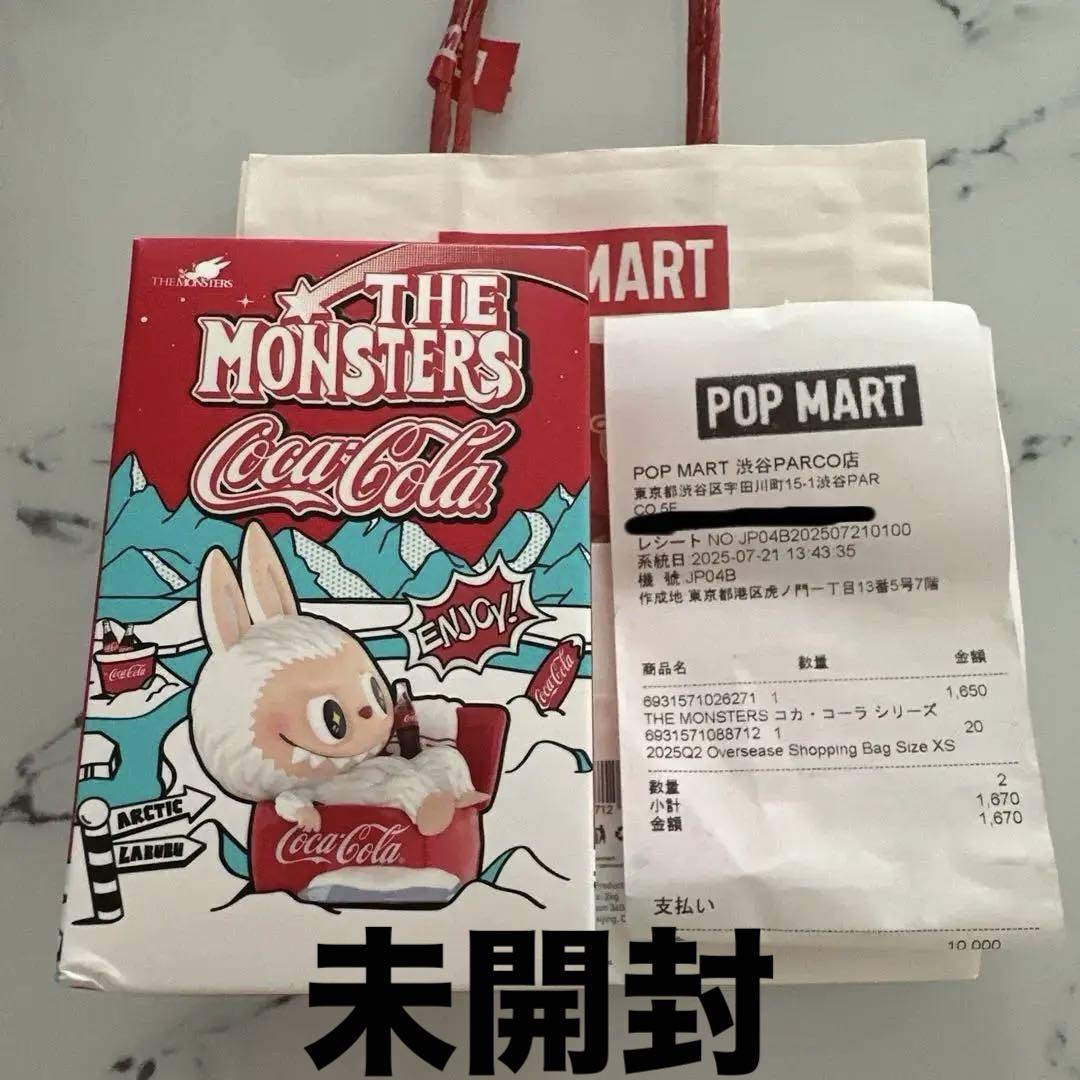 MART
THE MONSTERS
THE
MONSTERS
Coca-Cola
ENJOY!
Coca-Cola
Coca-Cola
Coca-Cola
ARCTIC
LABUBU
POP MART
POP MART 渋谷PARCO店
東京都渋谷区宇田川町15-1渋谷PAR
CO 5F
レシート NO JP04B202507210100
系統日 2025-07-21 13:43:35
機 號 JP04B
作成地 東京都港区虎ノ門一丁目13番5号7階
商品名 数量 金額
6931571026271 1 1,650
THE MONSTERS コカ・コーラ シリーズ
6931571088712 1 20
2025Q2 Oversease Shopping Bag Size XS
数量 2
小計 1,670
金額 1,670
支払い
10,000
712
未開封